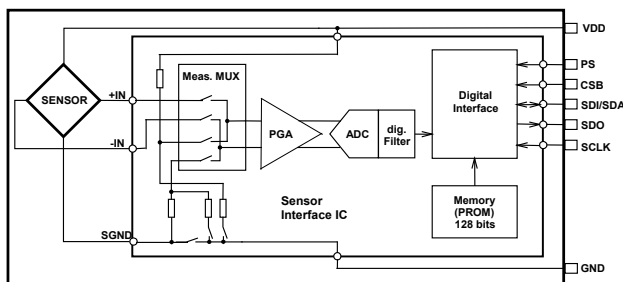 VDD
PS
CSB
SDI/SDA
SDO
SCLK
GND
SENSOR
+IN
-IN
SGND
Meas. MUX
PGA
ADC
dig.
Filter
Digital
Interface
Memory
(PROM)
128 bits
Sensor
Interface IC